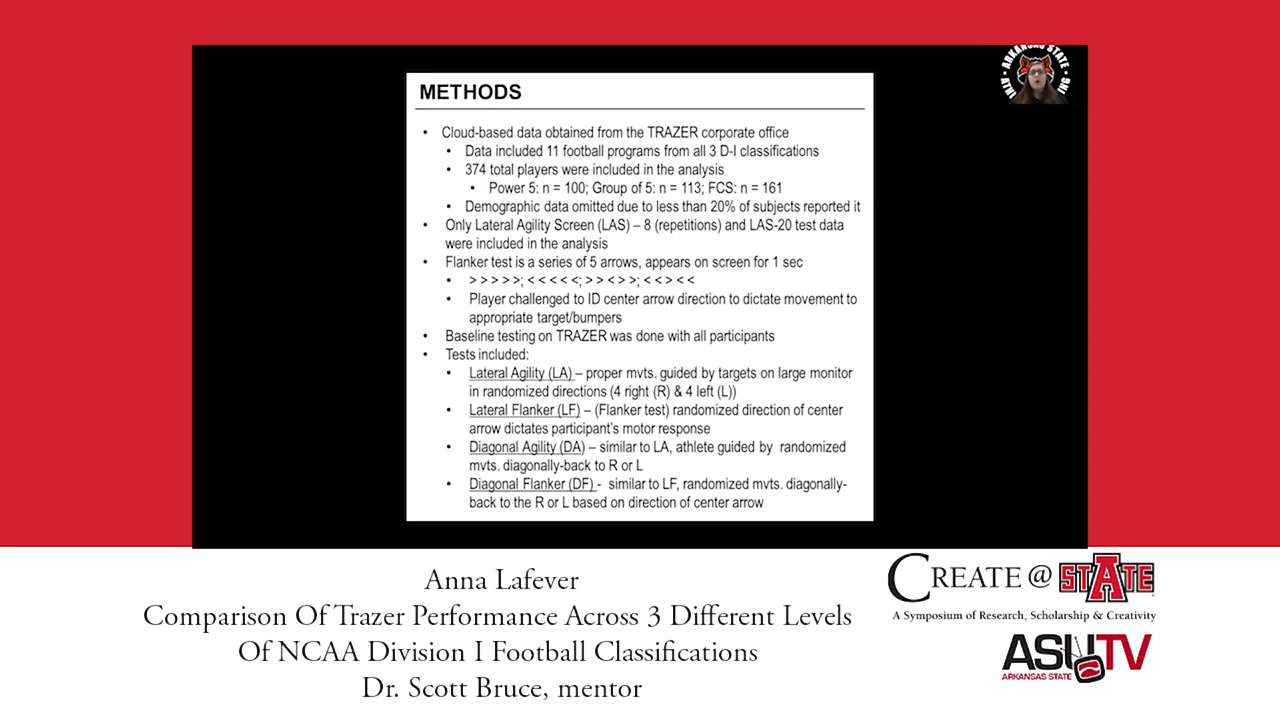 ARKANSAS STATE
METHODS
• Cloud-based data obtained from the TRAZER corporate office
• Data included 11 football programs from all 3 D-I classifications
• 374 total players were included in the analysis
• Power 5: n = 100; Group of 5: n = 113; FCS: n = 161
• Demographic data omitted due to less than 20% of subjects reported it
• Only Lateral Agility Screen (LAS) – 8 (repetitions) and LAS-20 test data
were included in the analysis
• Flanker test is a series of 5 arrows, appears on screen for 1 sec
• > > > > >; < < < < <; > > < > >; < < > < <
• Player challenged to ID center arrow direction to dictate movement to
appropriate target/bumpers
• Baseline testing on TRAZER was done with all participants
• Tests included:
• Lateral Agility (LA) – proper mvts. guided by targets on large monitor
in randomized directions (4 right (R) & 4 left (L))
• Lateral Flanker (LF) – (Flanker test) randomized direction of center
arrow dictates participant's motor response
• Diagonal Agility (DA) – similar to LA, athlete guided by randomized
mvts. diagonally-back to R or L
• Diagonal Flanker (DF) - similar to LF, randomized mvts. diagonally-
back to the R or L based on direction of center arrow
Anna Lafever
Comparison Of Trazer Performance Across 3 Different Levels
Of NCAA Division I Football Classifications
Dr. Scott Bruce, mentor
CREATE @ STATE
A Symposium of Research, Scholarship & Creativity
ASUTV
ARKANSAS STATE